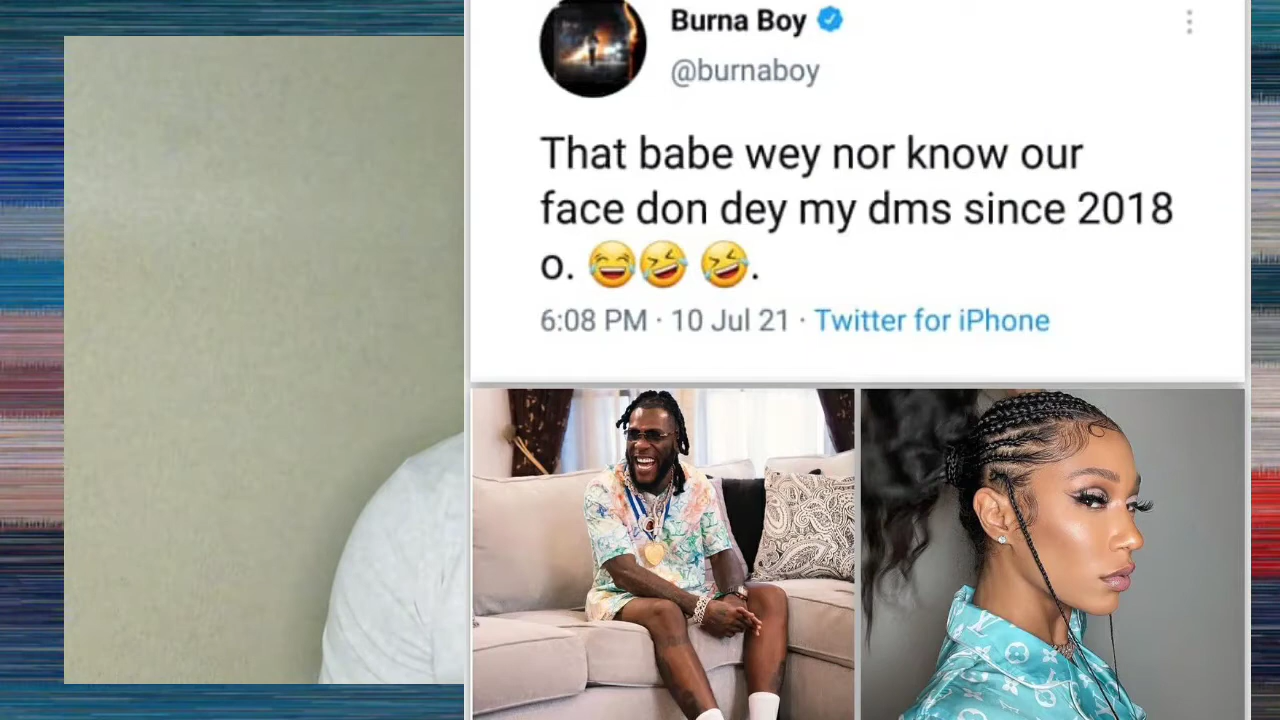 Burna Boy
@burnaboy
That babe wey nor know our
face don dey my dms since 2018
o. 😂🤣 🤣.
6:08 PM · 10 Jul 21 · Twitter for iPhone